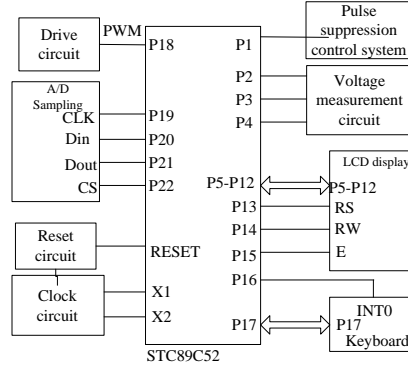 Drive
circuit
PWM
P18
P1
Pulse
suppression
control system
A/D
Sampling
CLK
Din
Dout
CS
P19
P20
P21
P22
P2
P3
P4
Voltage
measurement
circuit
LCD display
P5-P12
P5-P12
P13
RS
P14
RW
P15
E
Reset
circuit
RESET
Clock
circuit
X1
X2
P16
P17
INT0
P17
Keyboard
STC89C52